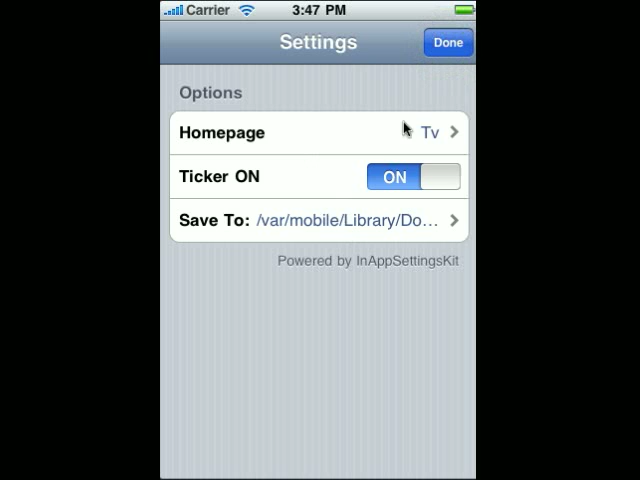 Carrier 3:47 PM
Settings Done
Options
Homepage Tv
Ticker ON ON
Save To: /var/mobile/Library/Do...
Powered by InAppSettingsKit